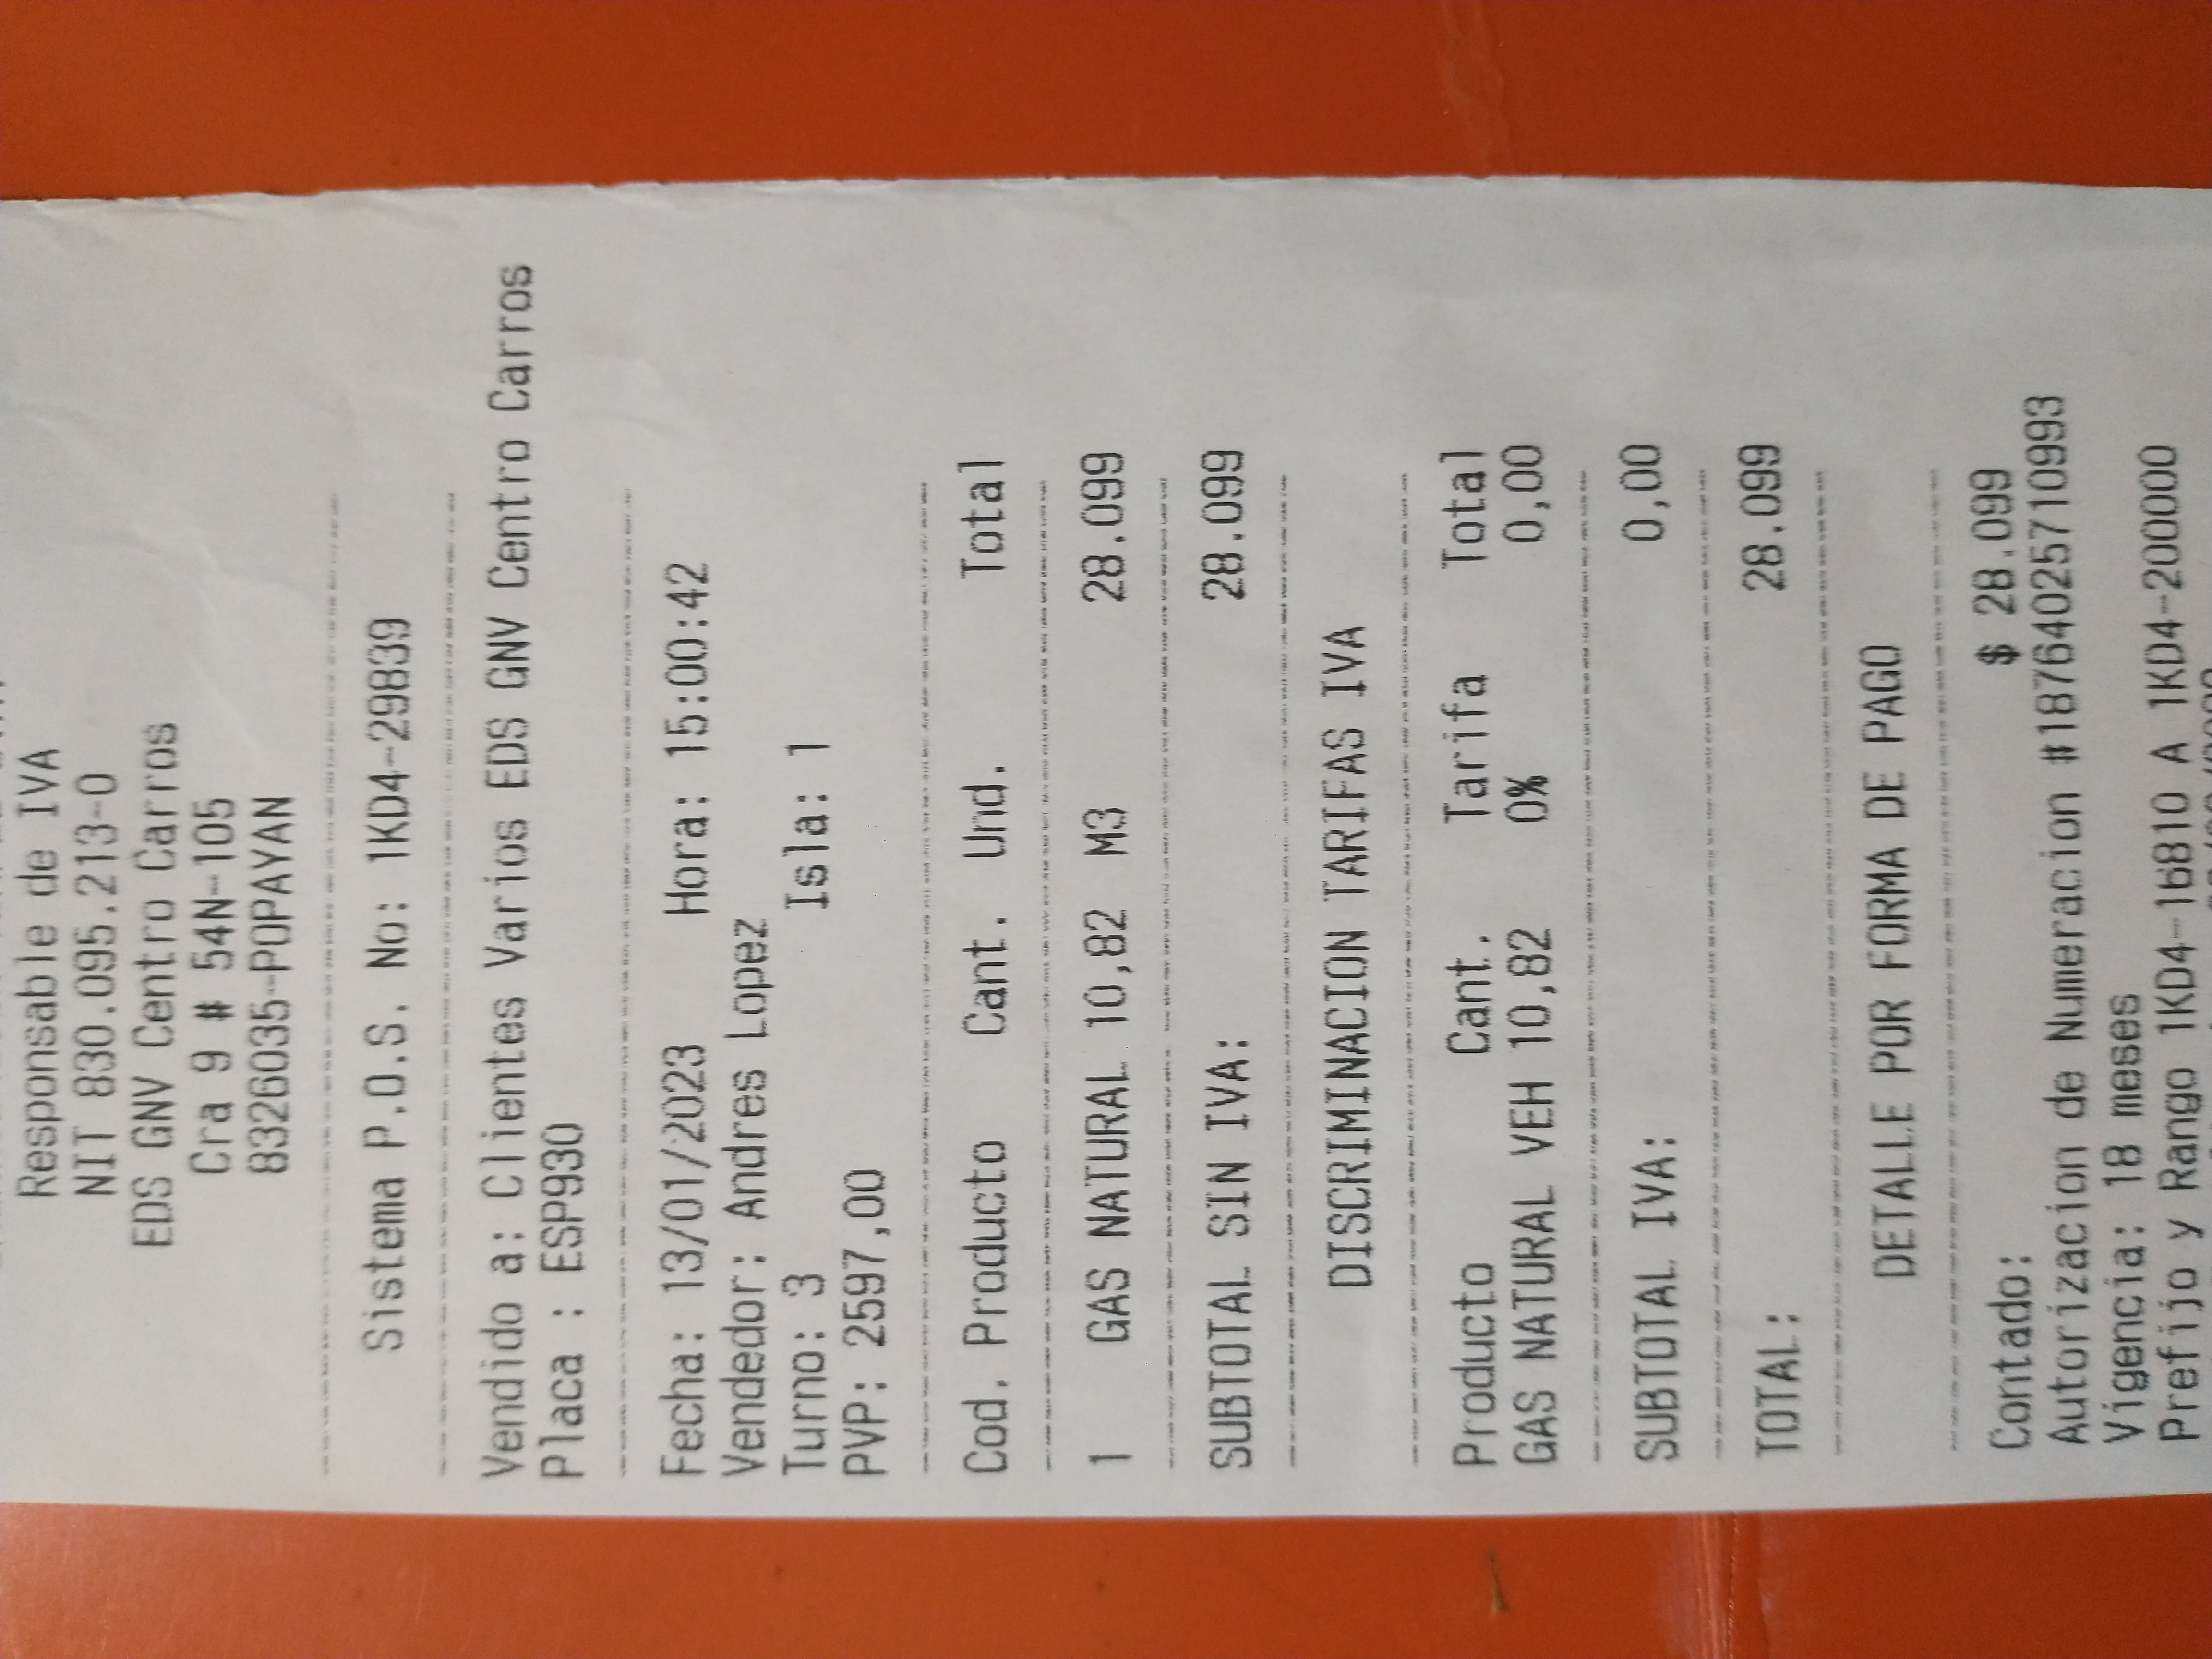 Responsable de IVA
NIT 830.095.213-0
EDS GNV Centro Carros
Cra 9 # 54N-105
8326035-POPAYAN
Sistema P.O.S. No: 1KD4-29839
Vendido a: Clientes Varios EDS GNV Centro Carros
Placa : ESP930
Fecha: 13/01/2023 Hora: 15:00:42
Vendedor: Andres Lopez
Turno: 3 Isla: 1
PVP: 2597,00
Cod. Producto Cant. Und. Total
1 GAS NATURAL 10,82 M3 28.099
SUBTOTAL SIN IVA: 28.099
DISCRIMINACION TARIFAS IVA
Producto Cant. Tarifa Total
GAS NATURAL VEH 10,82 0% 0,00
SUBTOTAL IVA: 0,00
TOTAL: 28.099
DETALLE POR FORMA DE PAGO
Contado: $ 28.099
Autorizacion de Numeracion #18764025710993
Vigencia: 18 meses
Prefijo y Rango 1KD4-16810 A 1KD4-200000